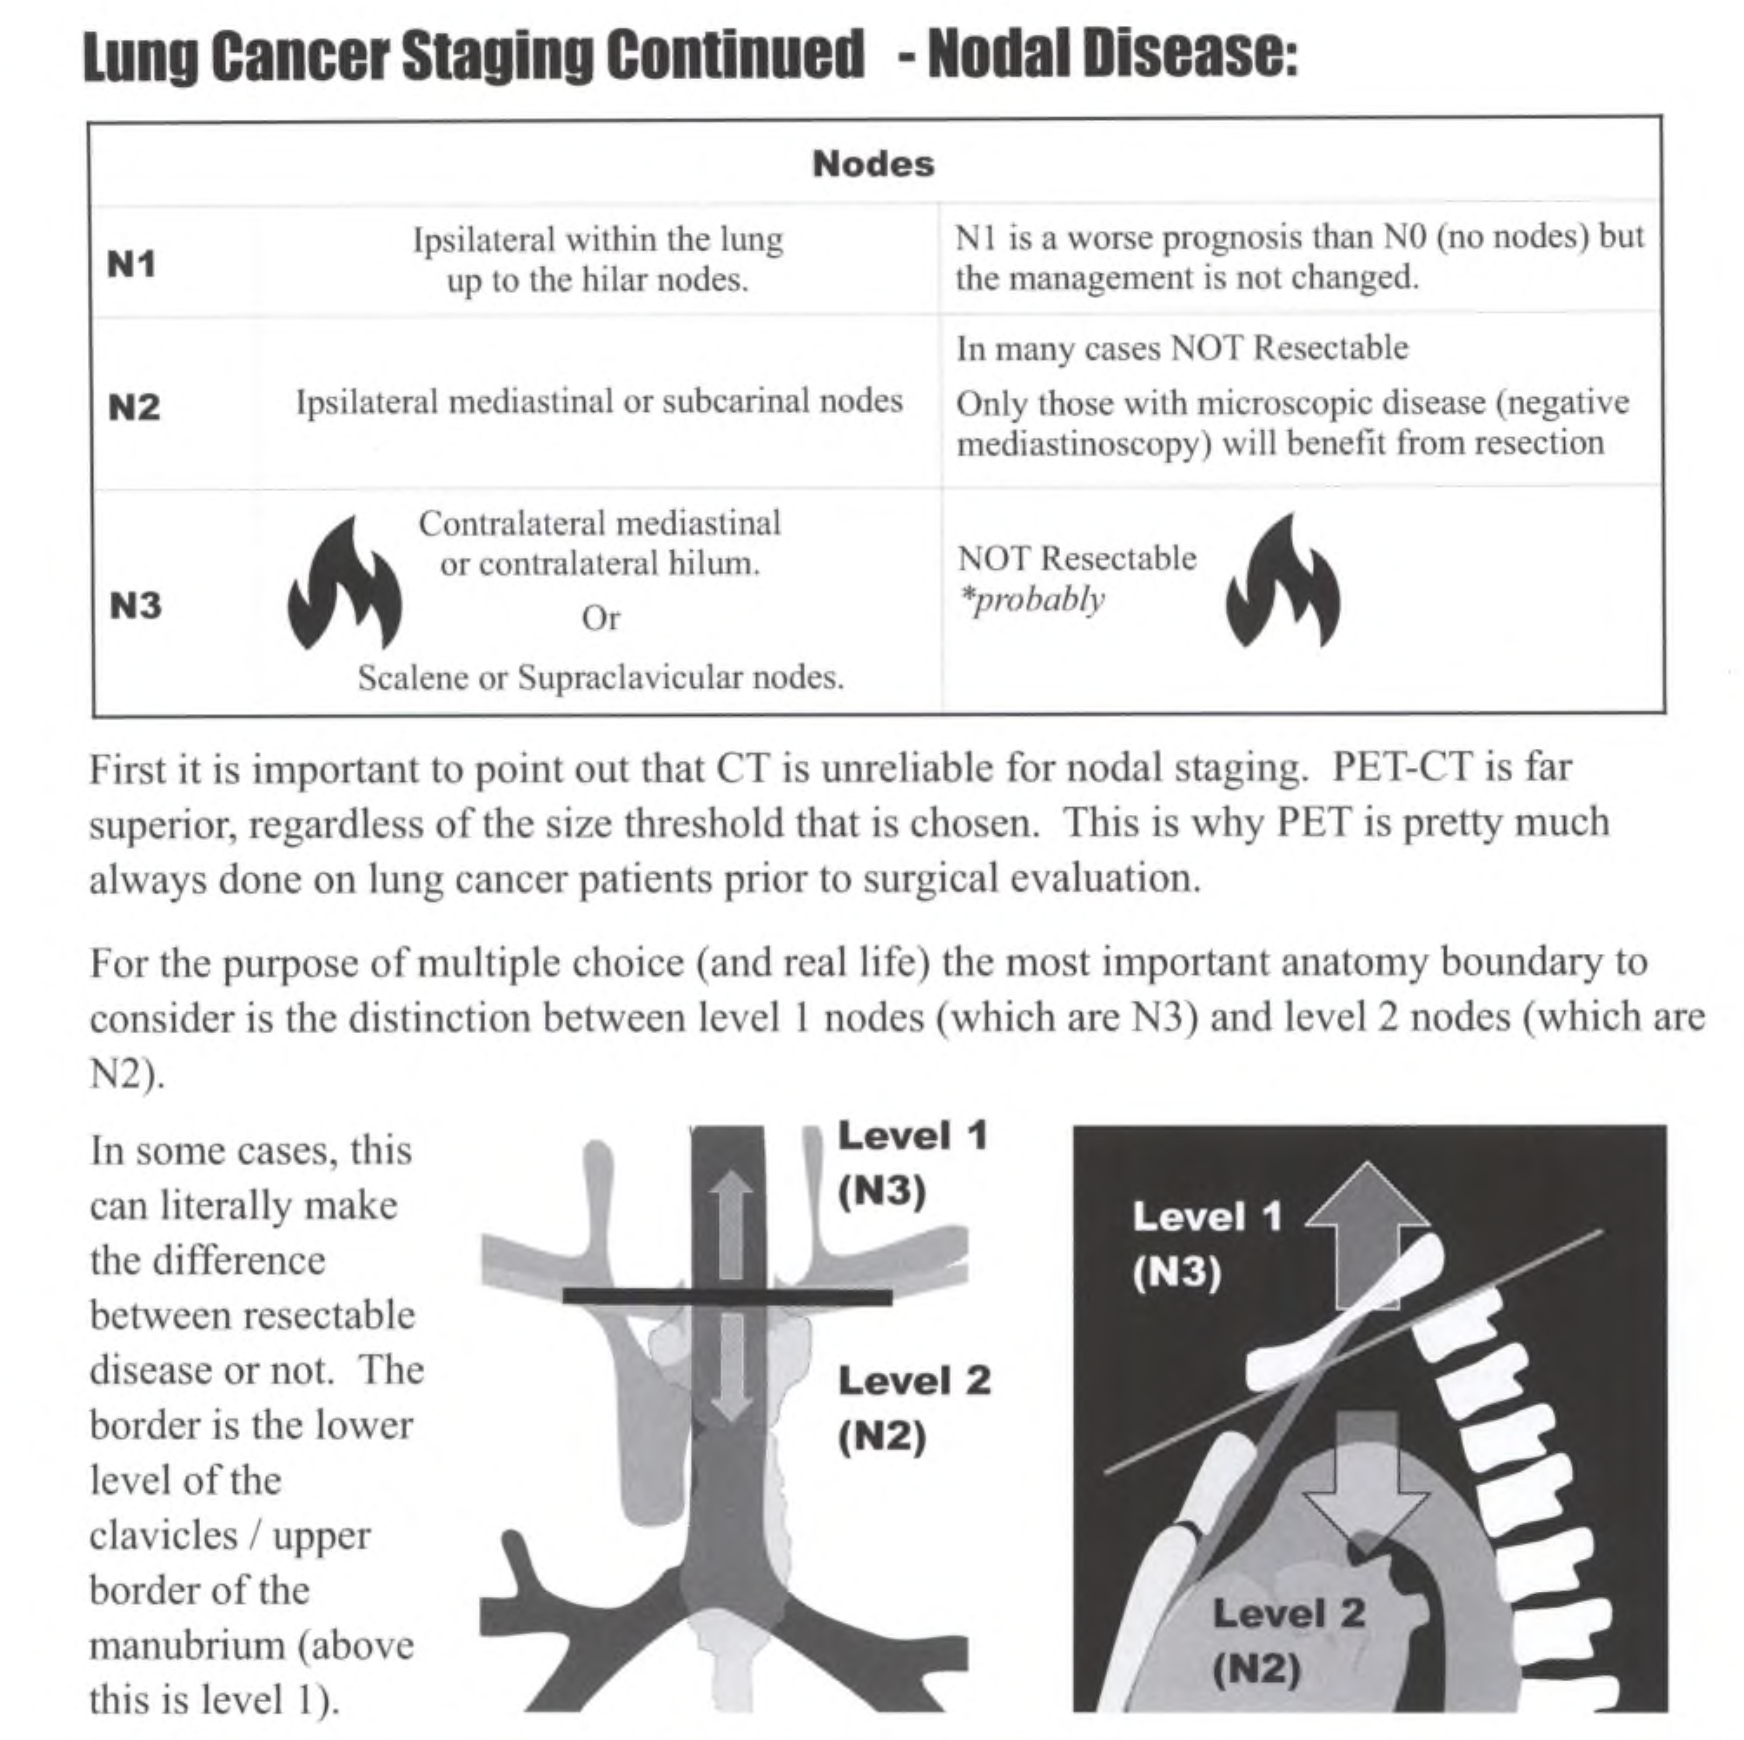 Lung Cancer Staging Continued - Nodal Disease:
Nodes
N1
Ipsilateral within the lung
up to the hilar nodes.
N1 is a worse prognosis than N0 (no nodes) but
the management is not changed.
N2
Ipsilateral mediastinal or subcarinal nodes
In many cases NOT Resectable
Only those with microscopic disease (negative
mediastinoscopy) will benefit from resection
N3
Contralateral mediastinal
or contralateral hilum.
Or
Scalene or Supraclavicular nodes.
NOT Resectable
*probably
First it is important to point out that CT is unreliable for nodal staging. PET-CT is far
superior, regardless of the size threshold that is chosen. This is why PET is pretty much
always done on lung cancer patients prior to surgical evaluation.
For the purpose of multiple choice (and real life) the most important anatomy boundary to
consider is the distinction between level 1 nodes (which are N3) and level 2 nodes (which are
N2).
In some cases, this
can literally make
the difference
between resectable
disease or not. The
border is the lower
level of the
clavicles / upper
border of the
manubrium (above
this is level 1).
Level 1
(N3)
Level 2
(N2)
Level 1
(N3)
Level 2
(N2)